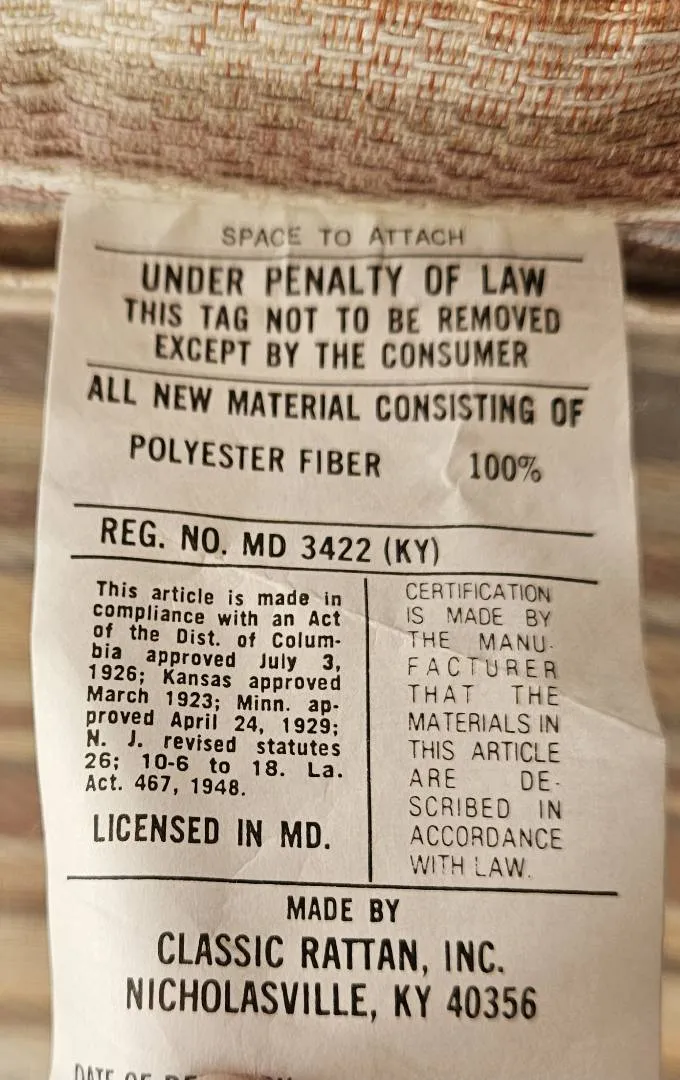 SPACE TO ATTACH
UNDER PENALTY OF LAW
THIS TAG NOT TO BE REMOVED
EXCEPT BY THE CONSUMER
ALL NEW MATERIAL CONSISTING OF
POLYESTER FIBER 100%
REG. NO. MD 3422 (KY)
This article is made in
compliance with an Act
of the Dist. of Colum-
bia approved July 3,
1926; Kansas approved
March 1923; Minn. ap-
proved April 24, 1929;
N. J. revised statutes
26; 10-6 to 18. La.
Act. 467, 1948.
LICENSED IN MD.
CERTIFICATION
IS MADE BY
THE MANU-
FACTURER
THAT THE
MATERIALS IN
THIS ARTICLE
ARE DE-
SCRIBED IN
ACCORDANCE
WITH LAW.
MADE BY
CLASSIC RATTAN, INC.
NICHOLASVILLE, KY 40356
DATE OF